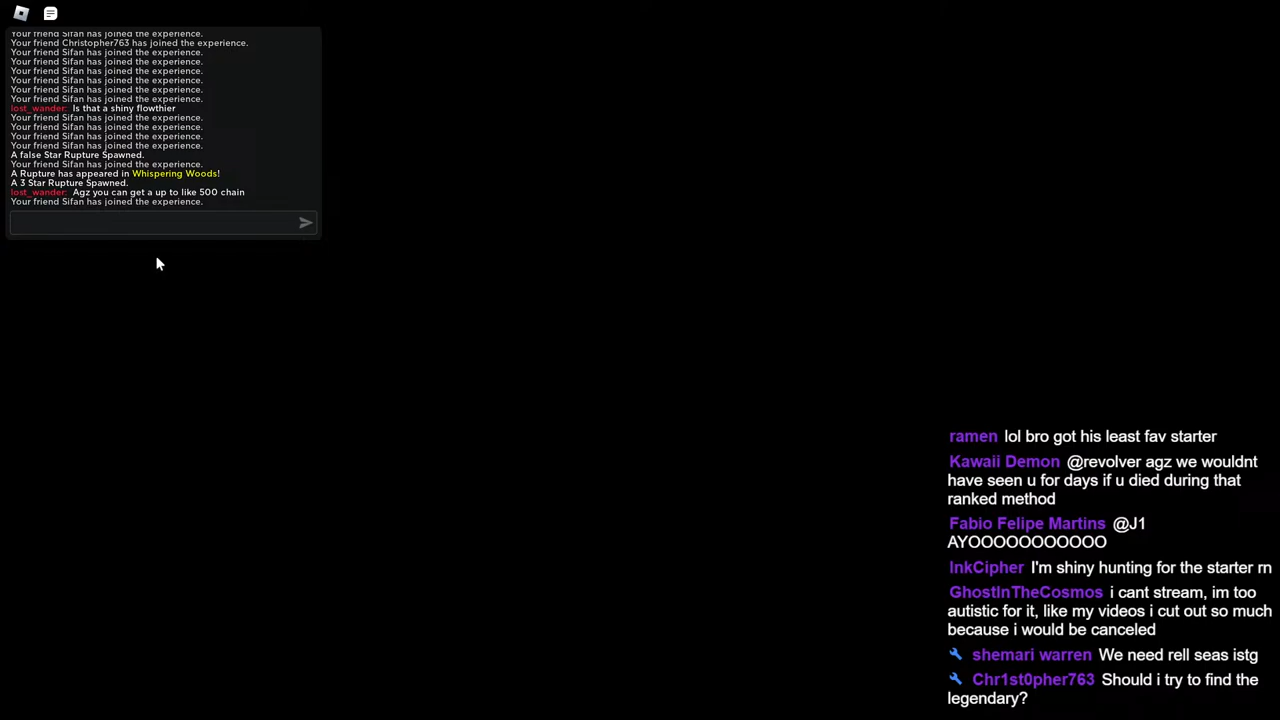 Your friend Sifan has joined the experience.
Your friend Christopher763 has joined the experience.
Your friend Sifan has joined the experience.
Your friend Sifan has joined the experience.
Your friend Sifan has joined the experience.
Your friend Sifan has joined the experience.
Your friend Sifan has joined the experience.
Your friend Sifan has joined the experience.
lost_wander: Is that a shiny flowthier
Your friend Sifan has joined the experience.
Your friend Sifan has joined the experience.
Your friend Sifan has joined the experience.
Your friend Sifan has joined the experience.
A false Star Rupture Spawned.
Your friend Sifan has joined the experience.
A Rupture has appeared in Whispering Woods!
A 3 Star Rupture Spawned.
lost_wander: Agz you can get a up to like 500 chain
Your friend Sifan has joined the experience.
ramen lol bro got his least fav starter
Kawaii Demon @revolver agz we wouldnt
have seen u for days if u died during that
ranked method
Fabio Felipe Martins @J1
AYOOOOOOOOOOO
InkCipher I'm shiny hunting for the starter rn
GhostInTheCosmos i cant stream, im too
autistic for it, like my videos i cut out so much
because i would be canceled
shemari warren We need rell seas istg
Chr1st0pher763 Should i try to find the
legendary?